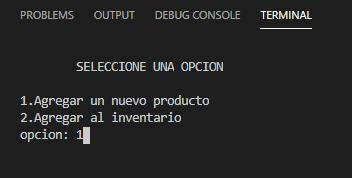 PROBLEMS OUTPUT DEBUG CONSOLE TERMINAL
SELECCIONE UNA OPCION
1.Agregar un nuevo producto
2.Agregar al inventario
opcion: 1